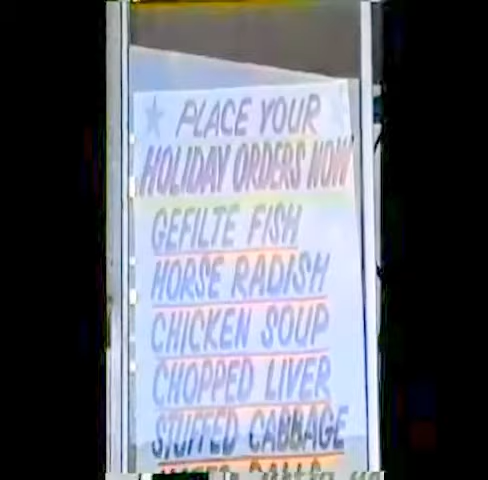 PLACE YOUR
HOLIDAY ORDERS NOW
GEFILTE FISH
HORSE RADISH
CHICKEN SOUP
CHOPPED LIVER
STUFFED CABBAGE